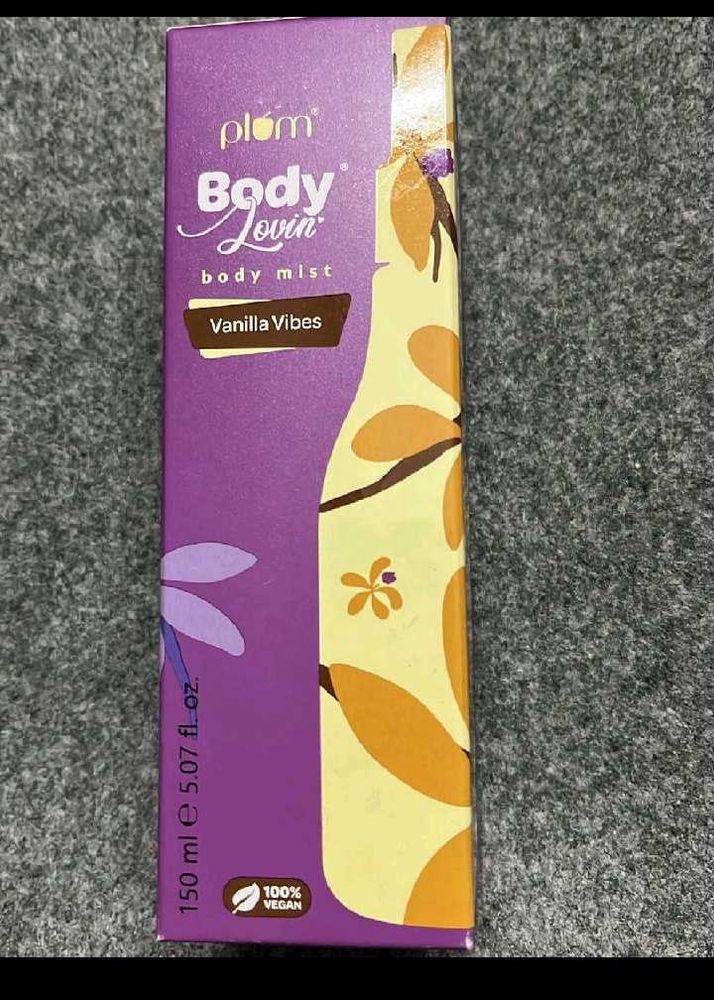 plum®
Body®
Lovin'
body mist
Vanilla Vibes
150 ml ℮ 5.07 fl. oz.
100%
VEGAN